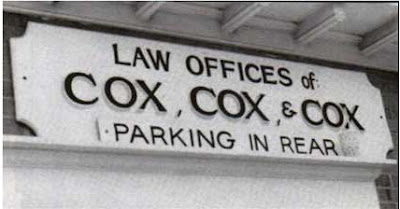 LAW OFFICES of:
COX, COX, & COX
PARKING IN REAR